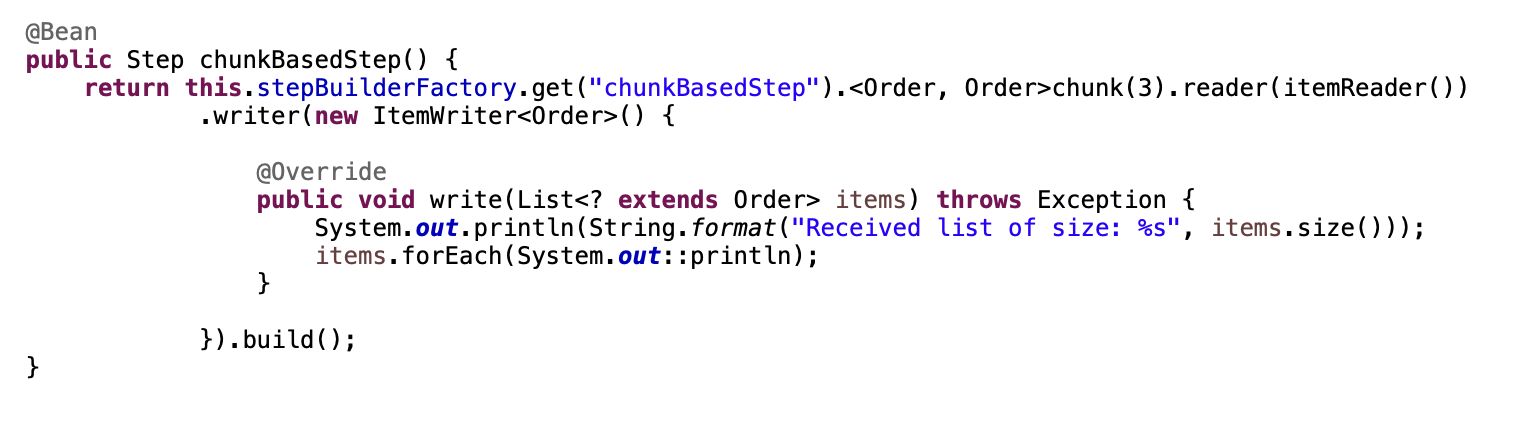 @Bean
public Step chunkBasedStep() {
    return this.stepBuilderFactory.get("chunkBasedStep").<Order, Order>chunk(3).reader(itemReader())
            .writer(new ItemWriter<Order>() {

                @Override
                public void write(List<? extends Order> items) throws Exception {
                    System.out.println(String.format("Received list of size: %s", items.size()));
                    items.forEach(System.out::println);
                }

            }).build();
}